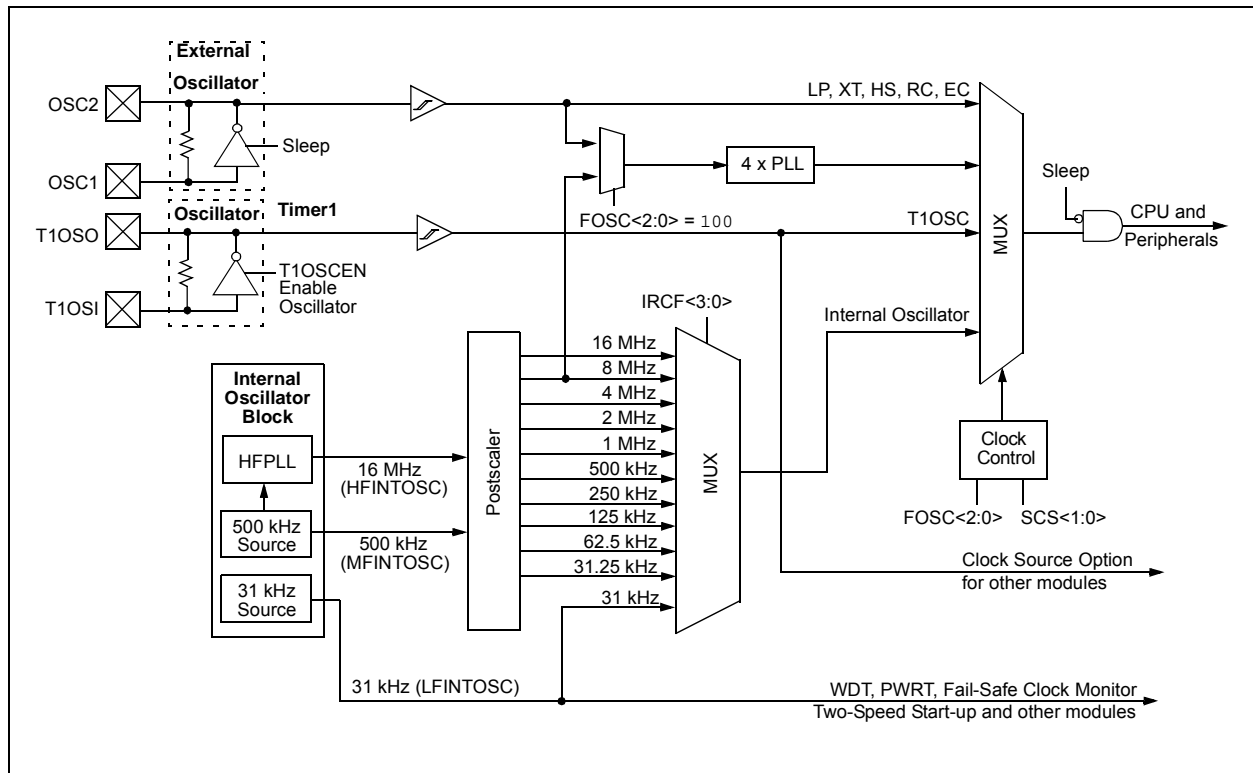 External
Oscillator
OSC2
Sleep
OSC1
LP, XT, HS, RC, EC
4 x PLL
FOSC<2:0> = 100
Sleep
CPU and
Peripherals
MUX
Oscillator
Timer1
T1OSO
T1OSC
T1OSCEN
Enable
Oscillator
T1OSI
IRCF<3:0>
Internal Oscillator
Internal
Oscillator
Block
HFPLL
16 MHz
(HFINTOSC)
500 kHz
Source
500 kHz
(MFINTOSC)
31 kHz
Source
Postscaler
16 MHz
8 MHz
4 MHz
2 MHz
1 MHz
500 kHz
250 kHz
125 kHz
62.5 kHz
31.25 kHz
31 kHz
MUX
Clock
Control
FOSC<2:0>
SCS<1:0>
Clock Source Option
for other modules
31 kHz (LFINTOSC)
WDT, PWRT, Fail-Safe Clock Monitor
Two-Speed Start-up and other modules